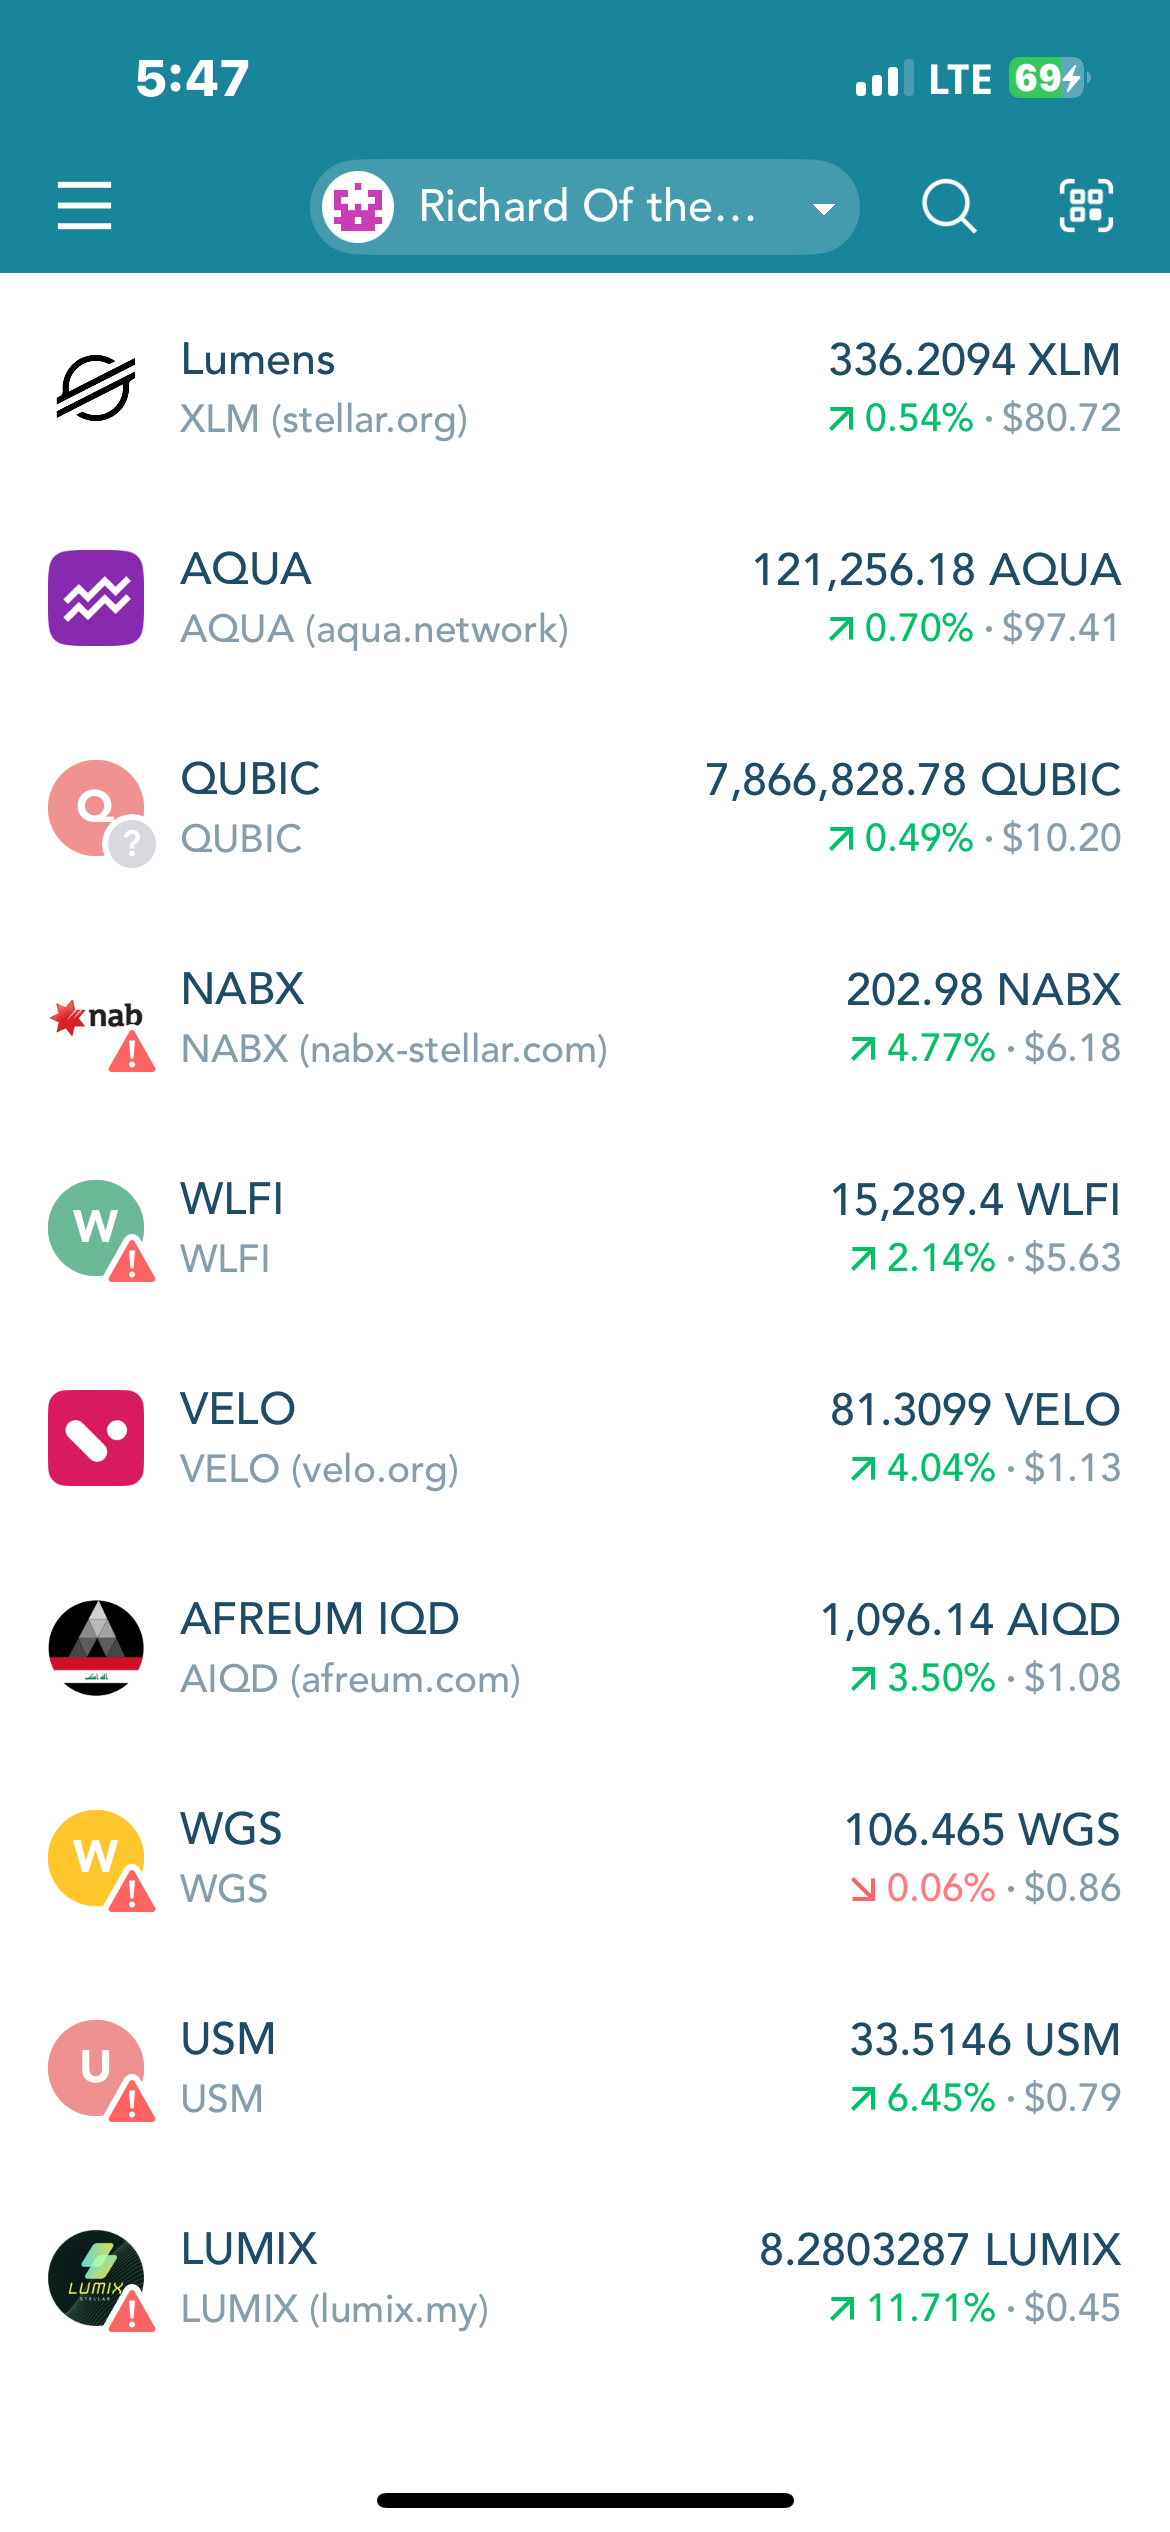 5:47 LTE 69
Richard Of the...
Lumens 336.2094 XLM
XLM (stellar.org) 0.54% · $80.72
AQUA 121,256.18 AQUA
AQUA (aqua.network) 0.70% · $97.41
Q
?
QUBIC 7,866,828.78 QUBIC
QUBIC 0.49% · $10.20
nab
!
NABX 202.98 NABX
NABX (nabx-stellar.com) 4.77% · $6.18
W
!
WLFI 15,289.4 WLFI
WLFI 2.14% · $5.63
VELO 81.3099 VELO
VELO (velo.org) 4.04% · $1.13
AFREUM IQD 1,096.14 AIQD
AIQD (afreum.com) 3.50% · $1.08
W
!
WGS 106.465 WGS
WGS 0.06% · $0.86
U
!
USM 33.5146 USM
USM 6.45% · $0.79
LUMIX
STELLAR
!
LUMIX 8.2803287 LUMIX
LUMIX (lumix.my) 11.71% · $0.45